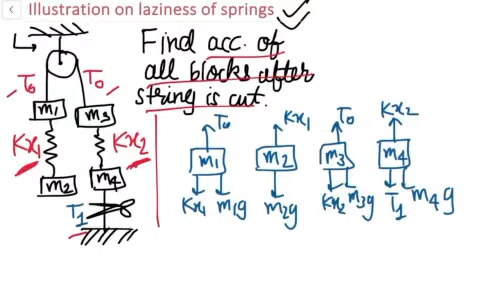 Illustration on laziness of springs
Find acc. of
all blocks after
string is cut.
T₀ T₀
m₁ m₃
Kx₁ Kx₂
m₂ m₄
T₁
T₀ Kx₁ T₀ Kx₂
m₁ m₂ m₃ m₄
Kx₁ m₁g m₂g Kx₂ m₃g T₁ m₄g